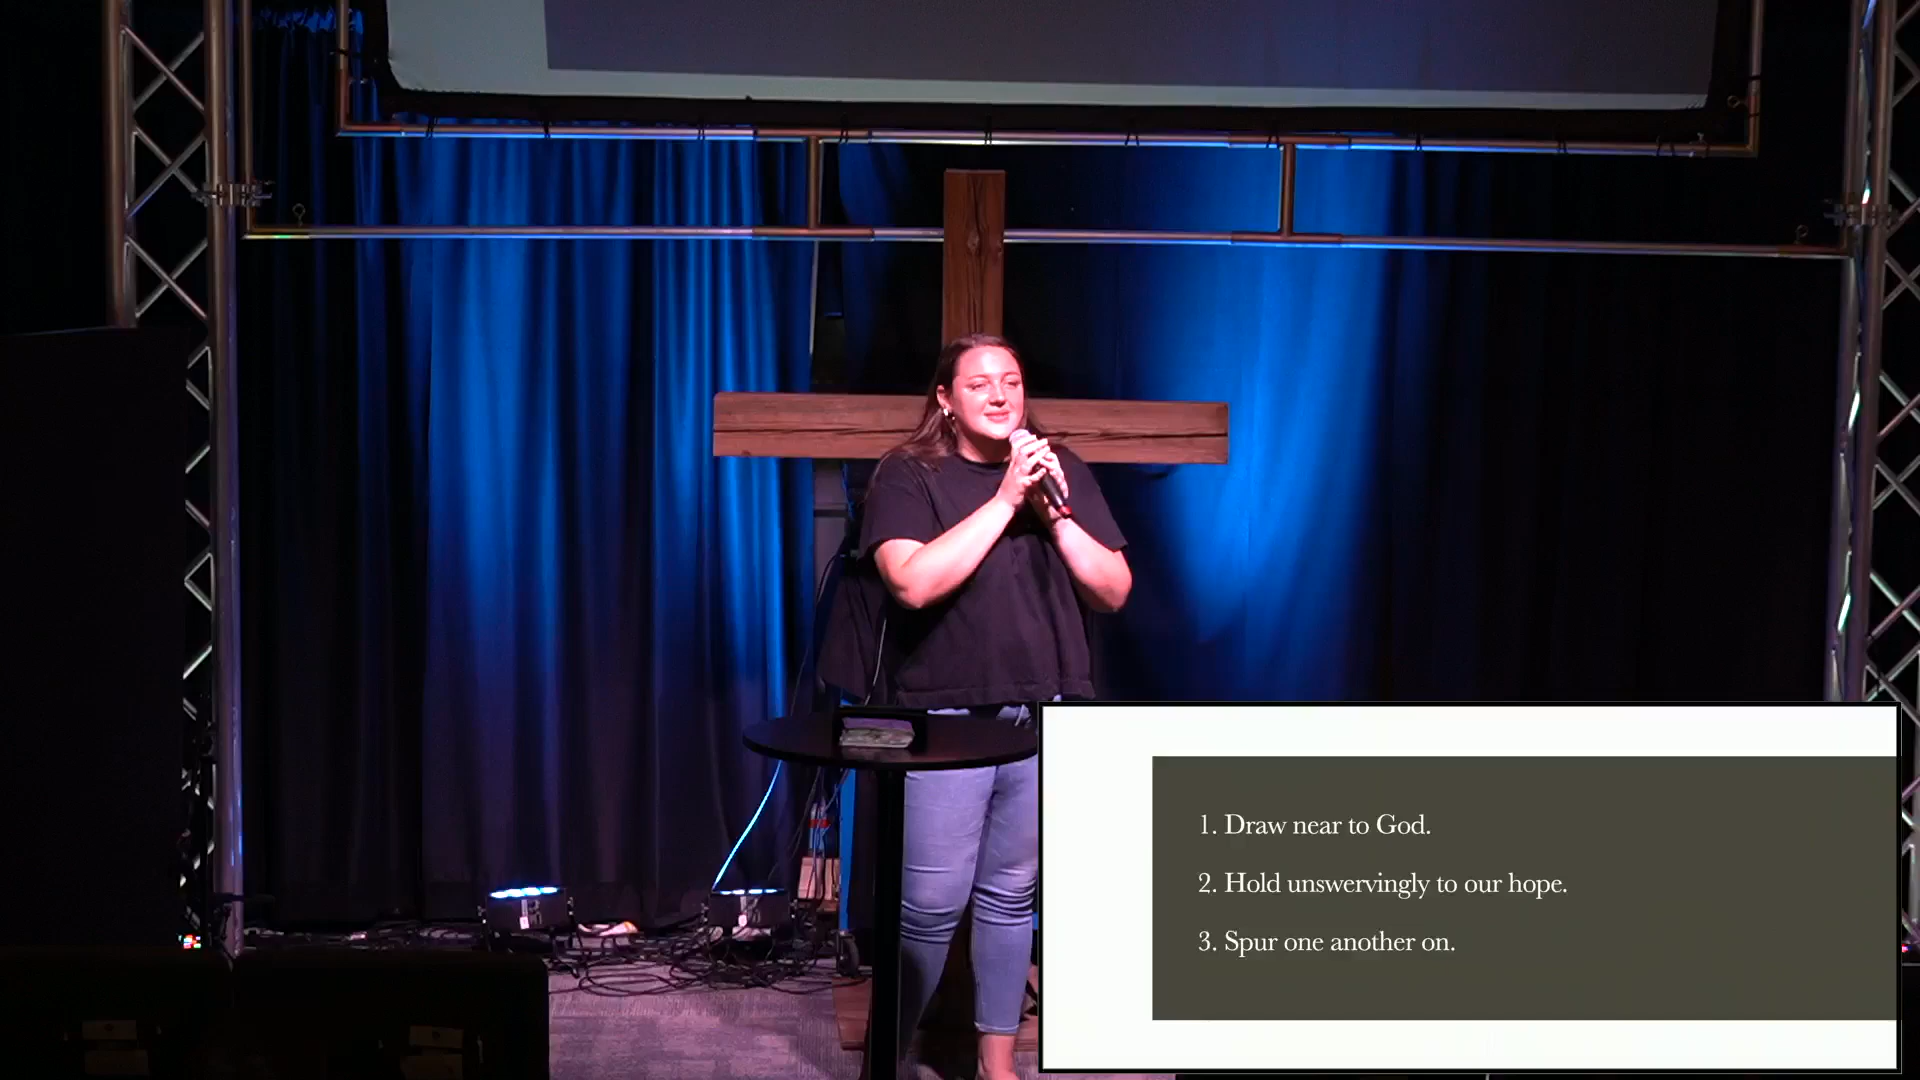 1. Draw near to God.
2. Hold unswervingly to our hope.
3. Spur one another on.